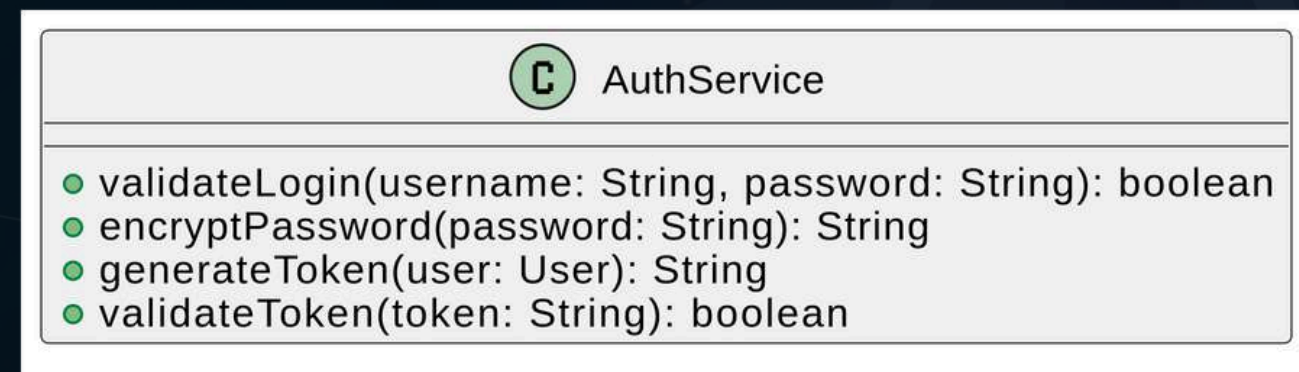 C AuthService
validateLogin(username: String, password: String): boolean
encryptPassword(password: String): String
generateToken(user: User): String
validateToken(token: String): boolean